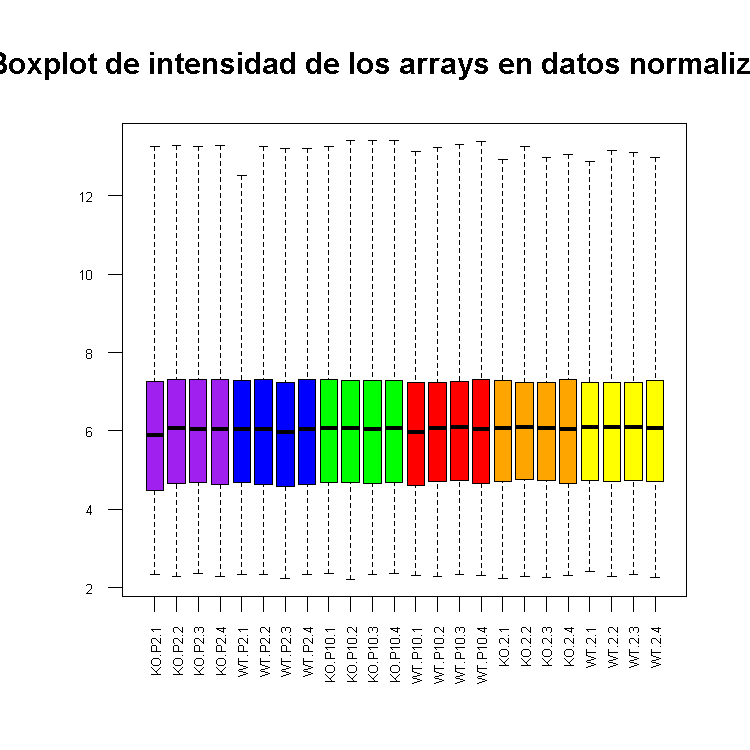 Boxplot de intensidad de los arrays en datos normaliz
12
10
8
6
4
2
KO.P2.1
KO.P2.2
KO.P2.3
KO.P2.4
WT.P2.1
WT.P2.2
WT.P2.3
WT.P2.4
KO.P10.1
KO.P10.2
KO.P10.3
KO.P10.4
WT.P10.1
WT.P10.2
WT.P10.3
WT.P10.4
KO.2.1
KO.2.2
KO.2.3
KO.2.4
WT.2.1
WT.2.2
WT.2.3
WT.2.4